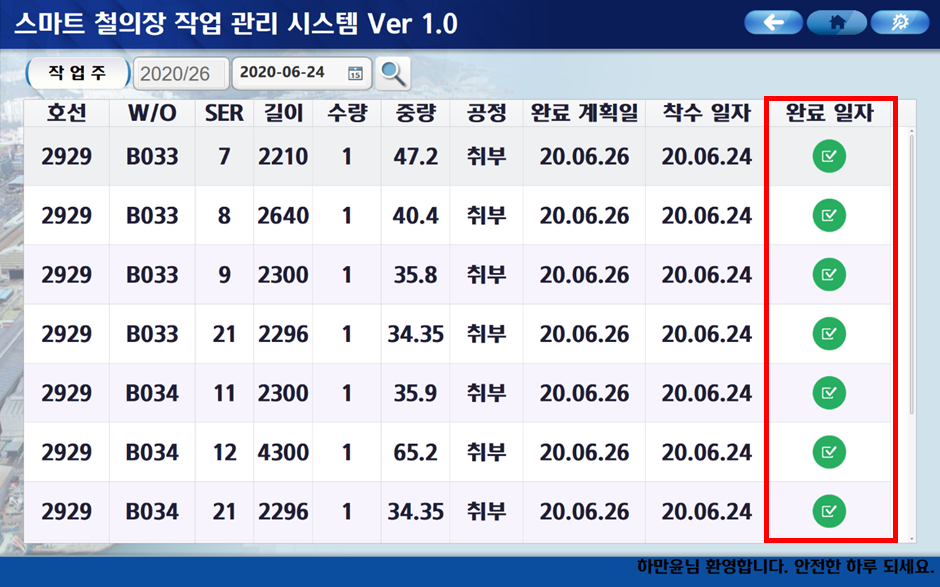 스마트 철의장 작업 관리 시스템 Ver 1.0
작 업 주 2020/26 2020-06-24 15
호선 W/O SER 길이 수량 중량 공정 완료 계획일 착수 일자 완료 일자
2929 B033 7 2210 1 47.2 취부 20.06.26 20.06.24
2929 B033 8 2640 1 40.4 취부 20.06.26 20.06.24
2929 B033 9 2300 1 35.8 취부 20.06.26 20.06.24
2929 B033 21 2296 1 34.35 취부 20.06.26 20.06.24
2929 B034 11 2300 1 35.9 취부 20.06.26 20.06.24
2929 B034 12 4300 1 65.2 취부 20.06.26 20.06.24
2929 B034 21 2296 1 34.35 취부 20.06.26 20.06.24
하만윤님 환영합니다. 안전한 하루 되세요.